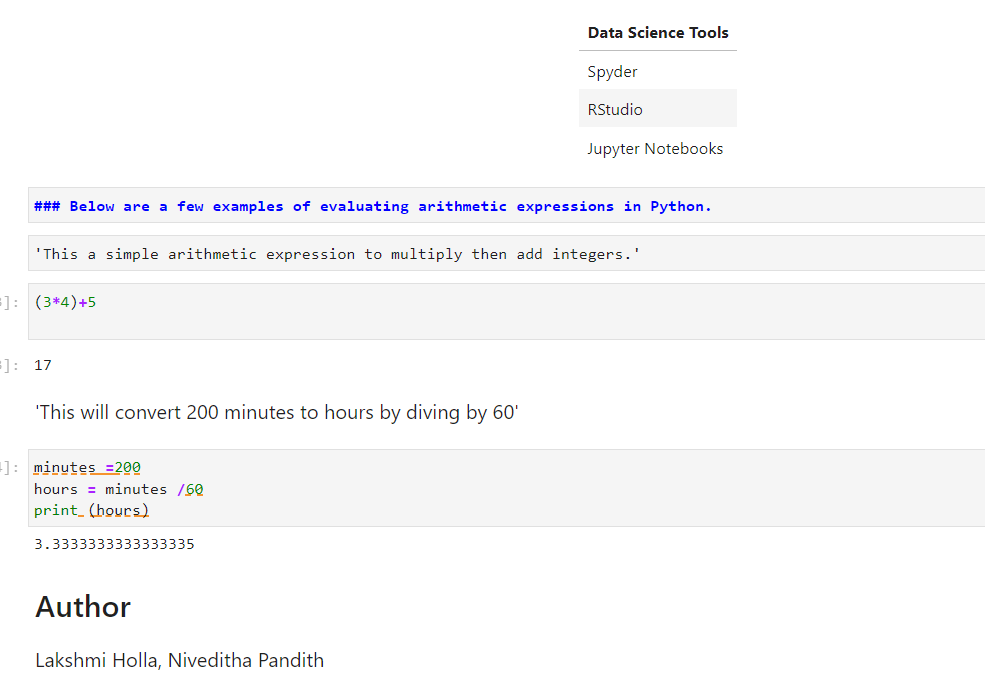 Data Science Tools
Spyder
RStudio
Jupyter Notebooks
### Below are a few examples of evaluating arithmetic expressions in Python.
'This a simple arithmetic expression to multiply then add integers.'
]: (3*4)+5
]: 17
'This will convert 200 minutes to hours by diving by 60'
]: minutes =200
hours = minutes /60
print (hours)
3.3333333333333335
Author
Lakshmi Holla, Niveditha Pandith